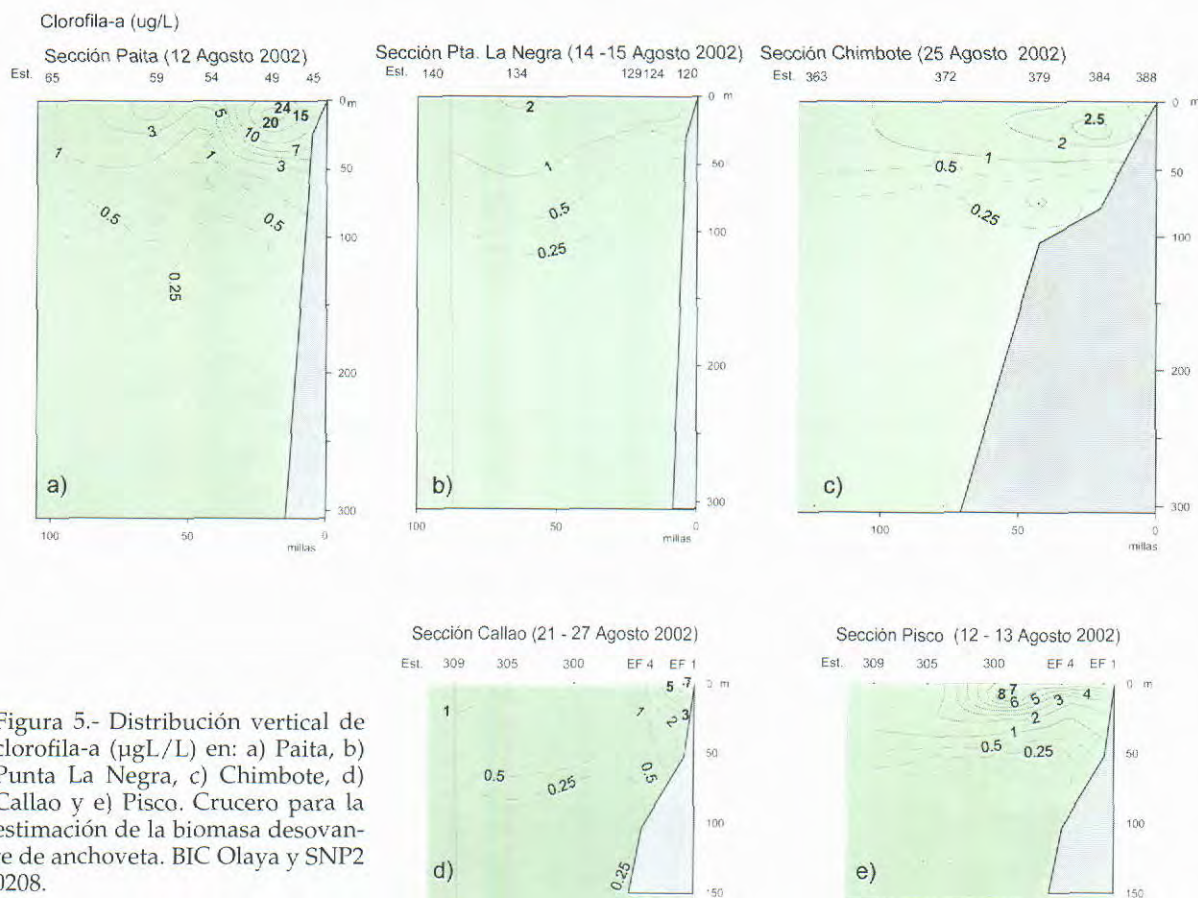 Clorofila-a (ug/L)
Sección Paita (12 Agosto 2002)
Est. 65 59 54 49 45
24
15
20
5
10
3
7
1
1
3
0.5
0.5
0.25
0 m
50
100
200
300
a)
100 50 0
millas
Sección Pta. La Negra (14 -15 Agosto 2002)
Est. 140 134 129 124 120
2
1
0.5
0.25
0 m
50
100
200
300
b)
100 50 0
millas
Sección Chimbote (25 Agosto 2002)
Est. 363 372 379 384 388
2.5
2
1
0.5
0.25
0 m
50
100
200
300
c)
100 50 0
millas
Sección Callao (21 - 27 Agosto 2002)
Est. 309 305 300 EF 4 EF 1
5 7
1 1 2 3
0.5 0.25 0.5
0.25
0 m
50
100
150
d)
Sección Pisco (12 - 13 Agosto 2002)
Est. 309 305 300 EF 4 EF 1
8 7 6 5 3 4
2
1
0.5 0.25
0 m
50
100
150
e)
Figura 5.- Distribución vertical de
clorofila-a (µgL/L) en: a) Paita, b)
Punta La Negra, c) Chimbote, d)
Callao y e) Pisco. Crucero para la
estimación de la biomasa desovan-
te de anchoveta. BIC Olaya y SNP2
0208.